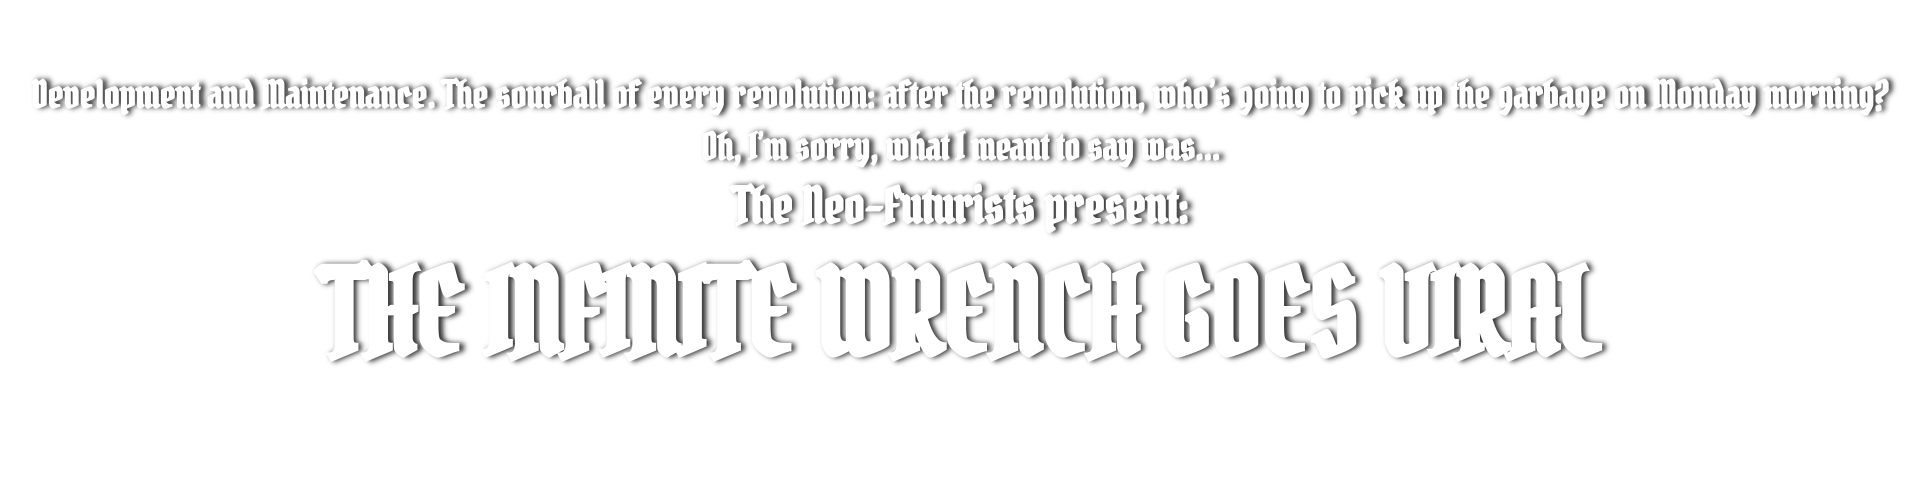 Development and Maintenance. The sourball of every revolution: after the revolution, who's going to pick up the garbage on Monday morning?
Oh, I'm sorry, what I meant to say was...
The Neo-Futurists present:
THE INFINITE WRENCH GOES VIRAL